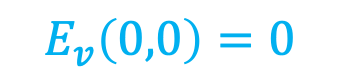 E_v(0,0) = 0